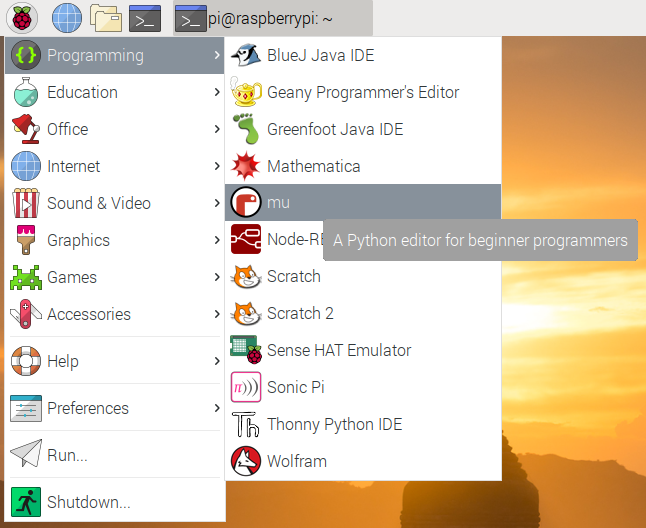 pi@raspberrypi: ~
Programming
Education
Office
Internet
Sound & Video
Graphics
Games
Accessories
Help
Preferences
Run...
Shutdown...
BlueJ Java IDE
Geany Programmer's Editor
Greenfoot Java IDE
Mathematica
mu
A Python editor for beginner programmers
Scratch
Scratch 2
Sense HAT Emulator
Sonic Pi
Thonny Python IDE
Wolfram